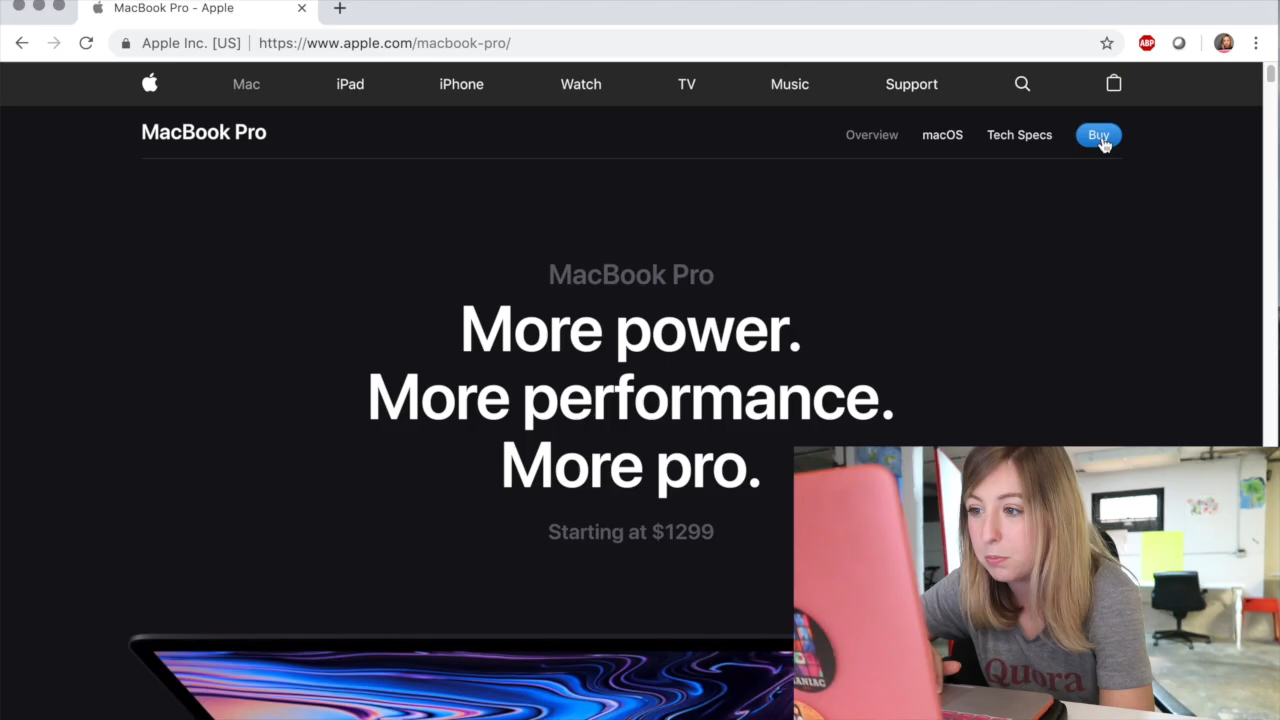 MacBook Pro - Apple
Apple Inc. [US] https://www.apple.com/macbook-pro/
ABP
Mac iPad iPhone Watch TV Music Support
MacBook Pro
Overview macOS Tech Specs Buy
MacBook Pro
More power.
More performance.
More pro.
Starting at $1299
Quora